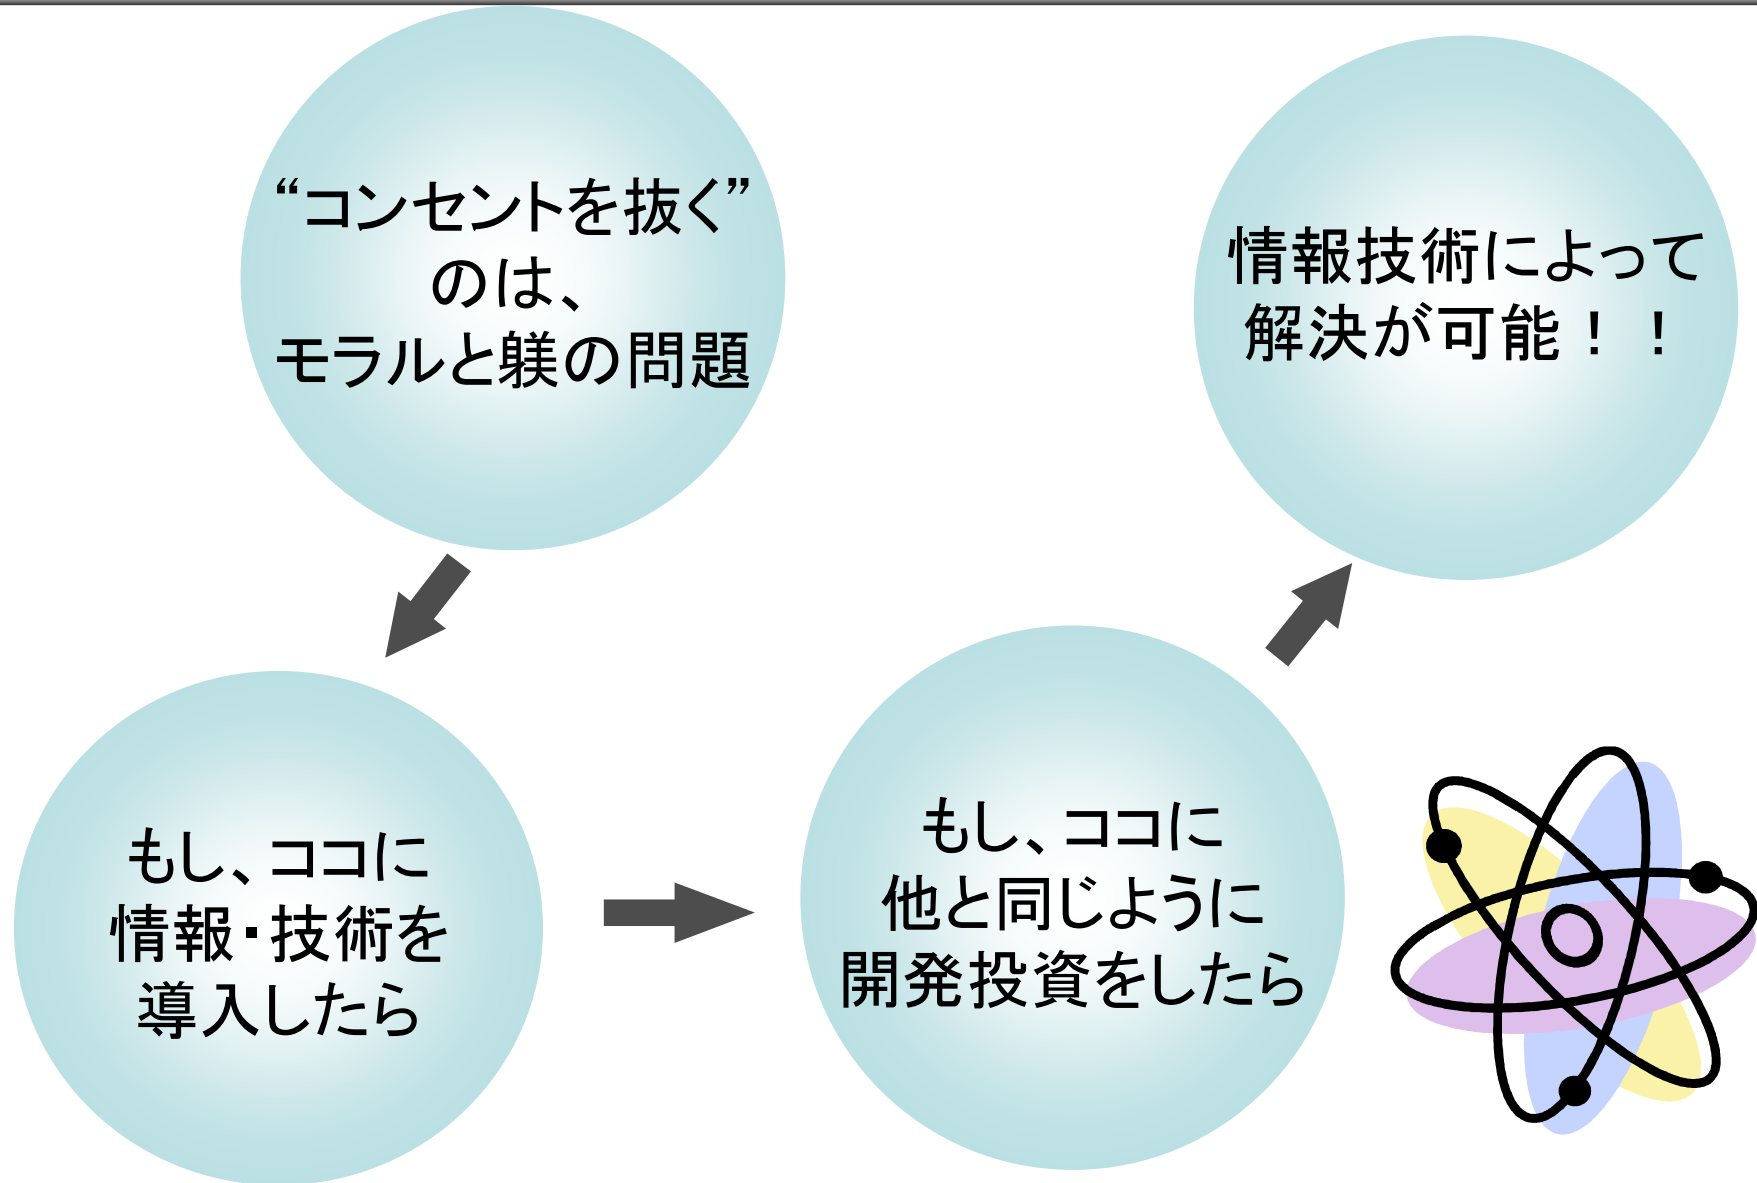 “コンセントを抜く”
のは、
モラルと躾の問題
もし、ココに
情報・技術を
導入したら
もし、ココに
他と同じように
開発投資をしたら
情報技術によって
解決が可能！！